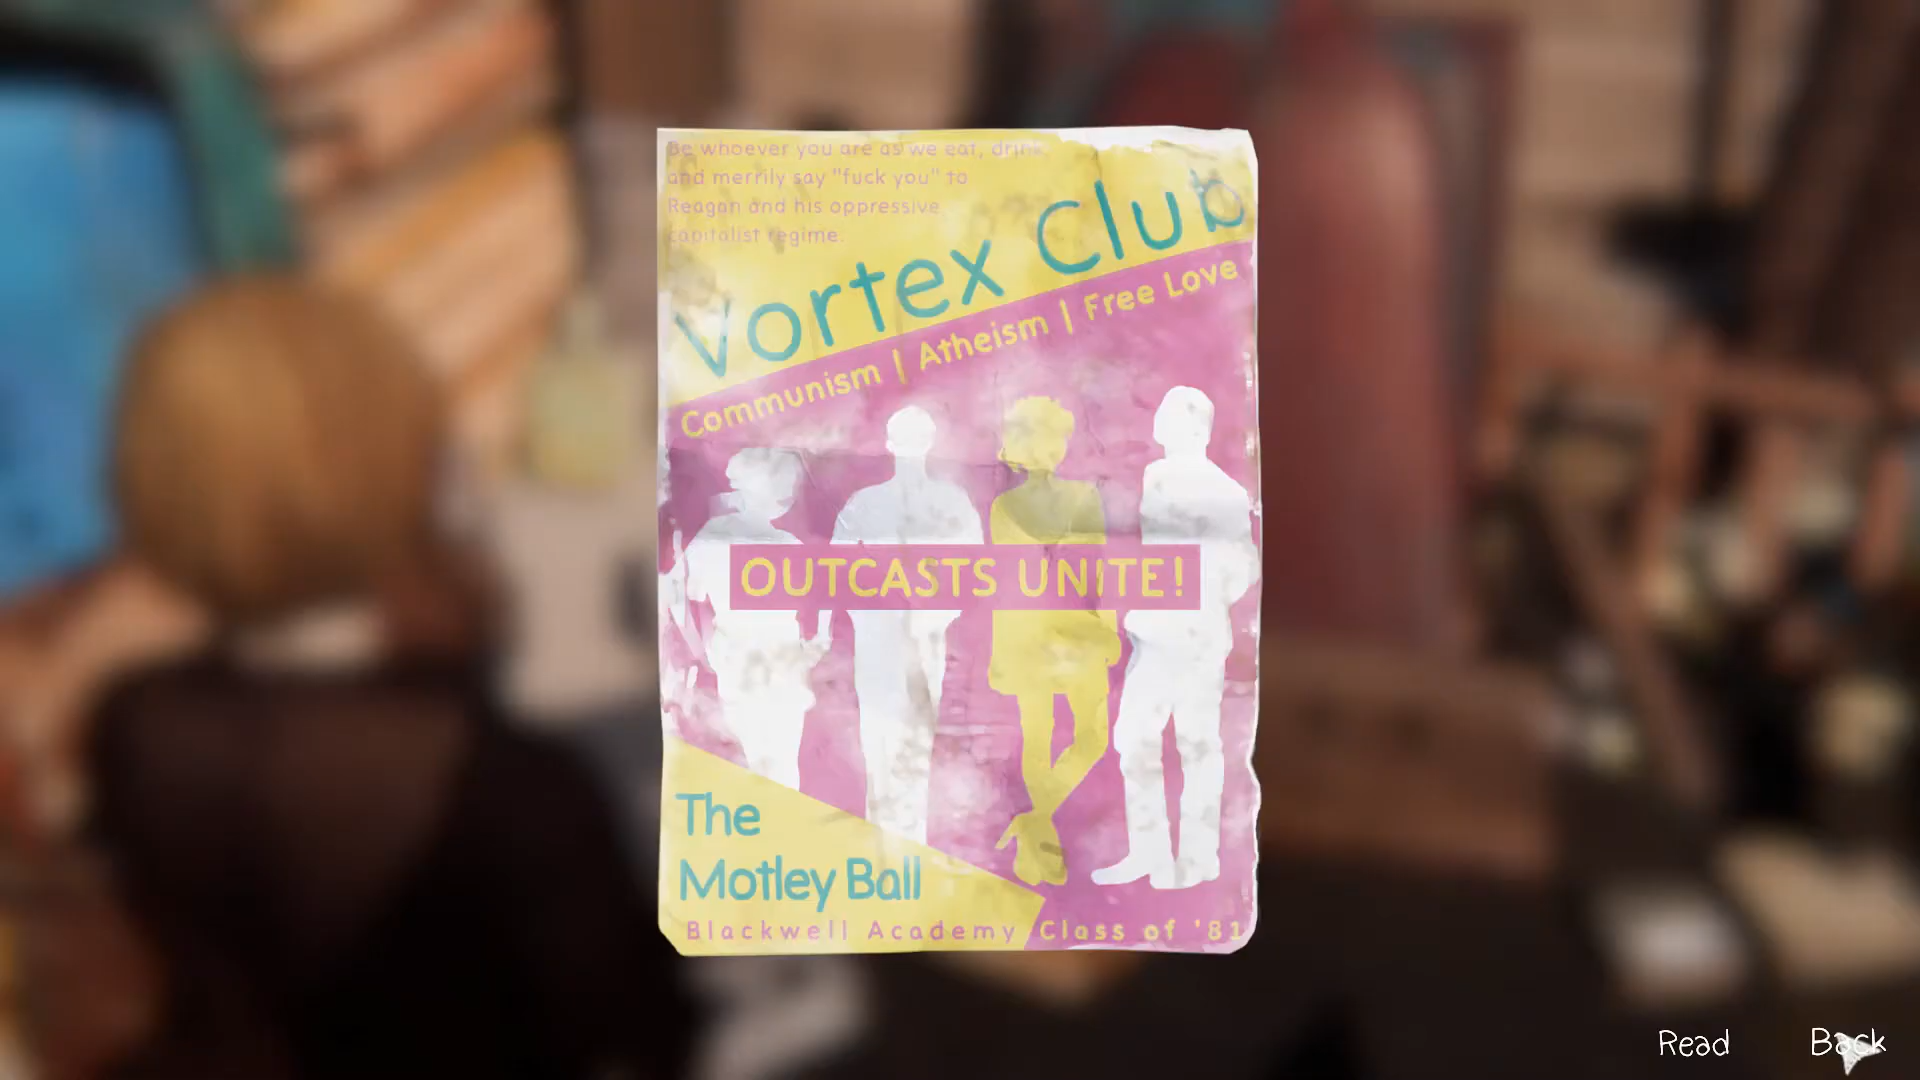 Be whoever you are as we eat, drink
and merrily say "fuck you" to
Reagan and his oppressive
capitalist regime.
Vortex Club
Communism | Atheism | Free Love
OUTCASTS UNITE!
The
Motley Ball
Blackwell Academy Class of '81
Read
Back